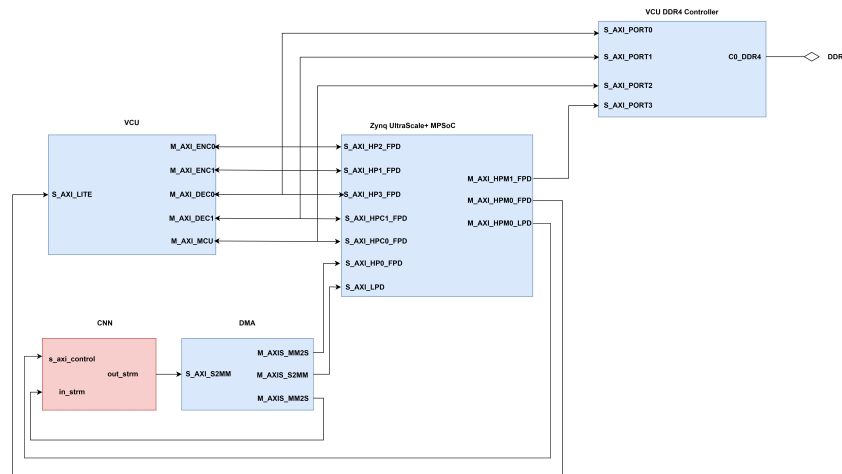 VCU DDR4 Controller
S_AXI_PORT0
S_AXI_PORT1
C0_DDR4
DDR
S_AXI_PORT2
S_AXI_PORT3
VCU
Zynq UltraScale+ MPSoC
M_AXI_ENC0
M_AXI_ENC1
S_AXI_LITE
M_AXI_DEC0
M_AXI_DEC1
M_AXI_MCU
S_AXI_HP2_FPD
S_AXI_HP1_FPD
M_AXI_HPM1_FPD
S_AXI_HP3_FPD
M_AXI_HPM0_FPD
S_AXI_HPC1_FPD
M_AXI_HPM0_LPD
S_AXI_HPC0_FPD
S_AXI_HP0_FPD
S_AXI_LPD
CNN
DMA
s_axi_control
out_strm
in_strm
M_AXIS_MM2S
S_AXI_S2MM
M_AXIS_S2MM
M_AXIS_MM2S